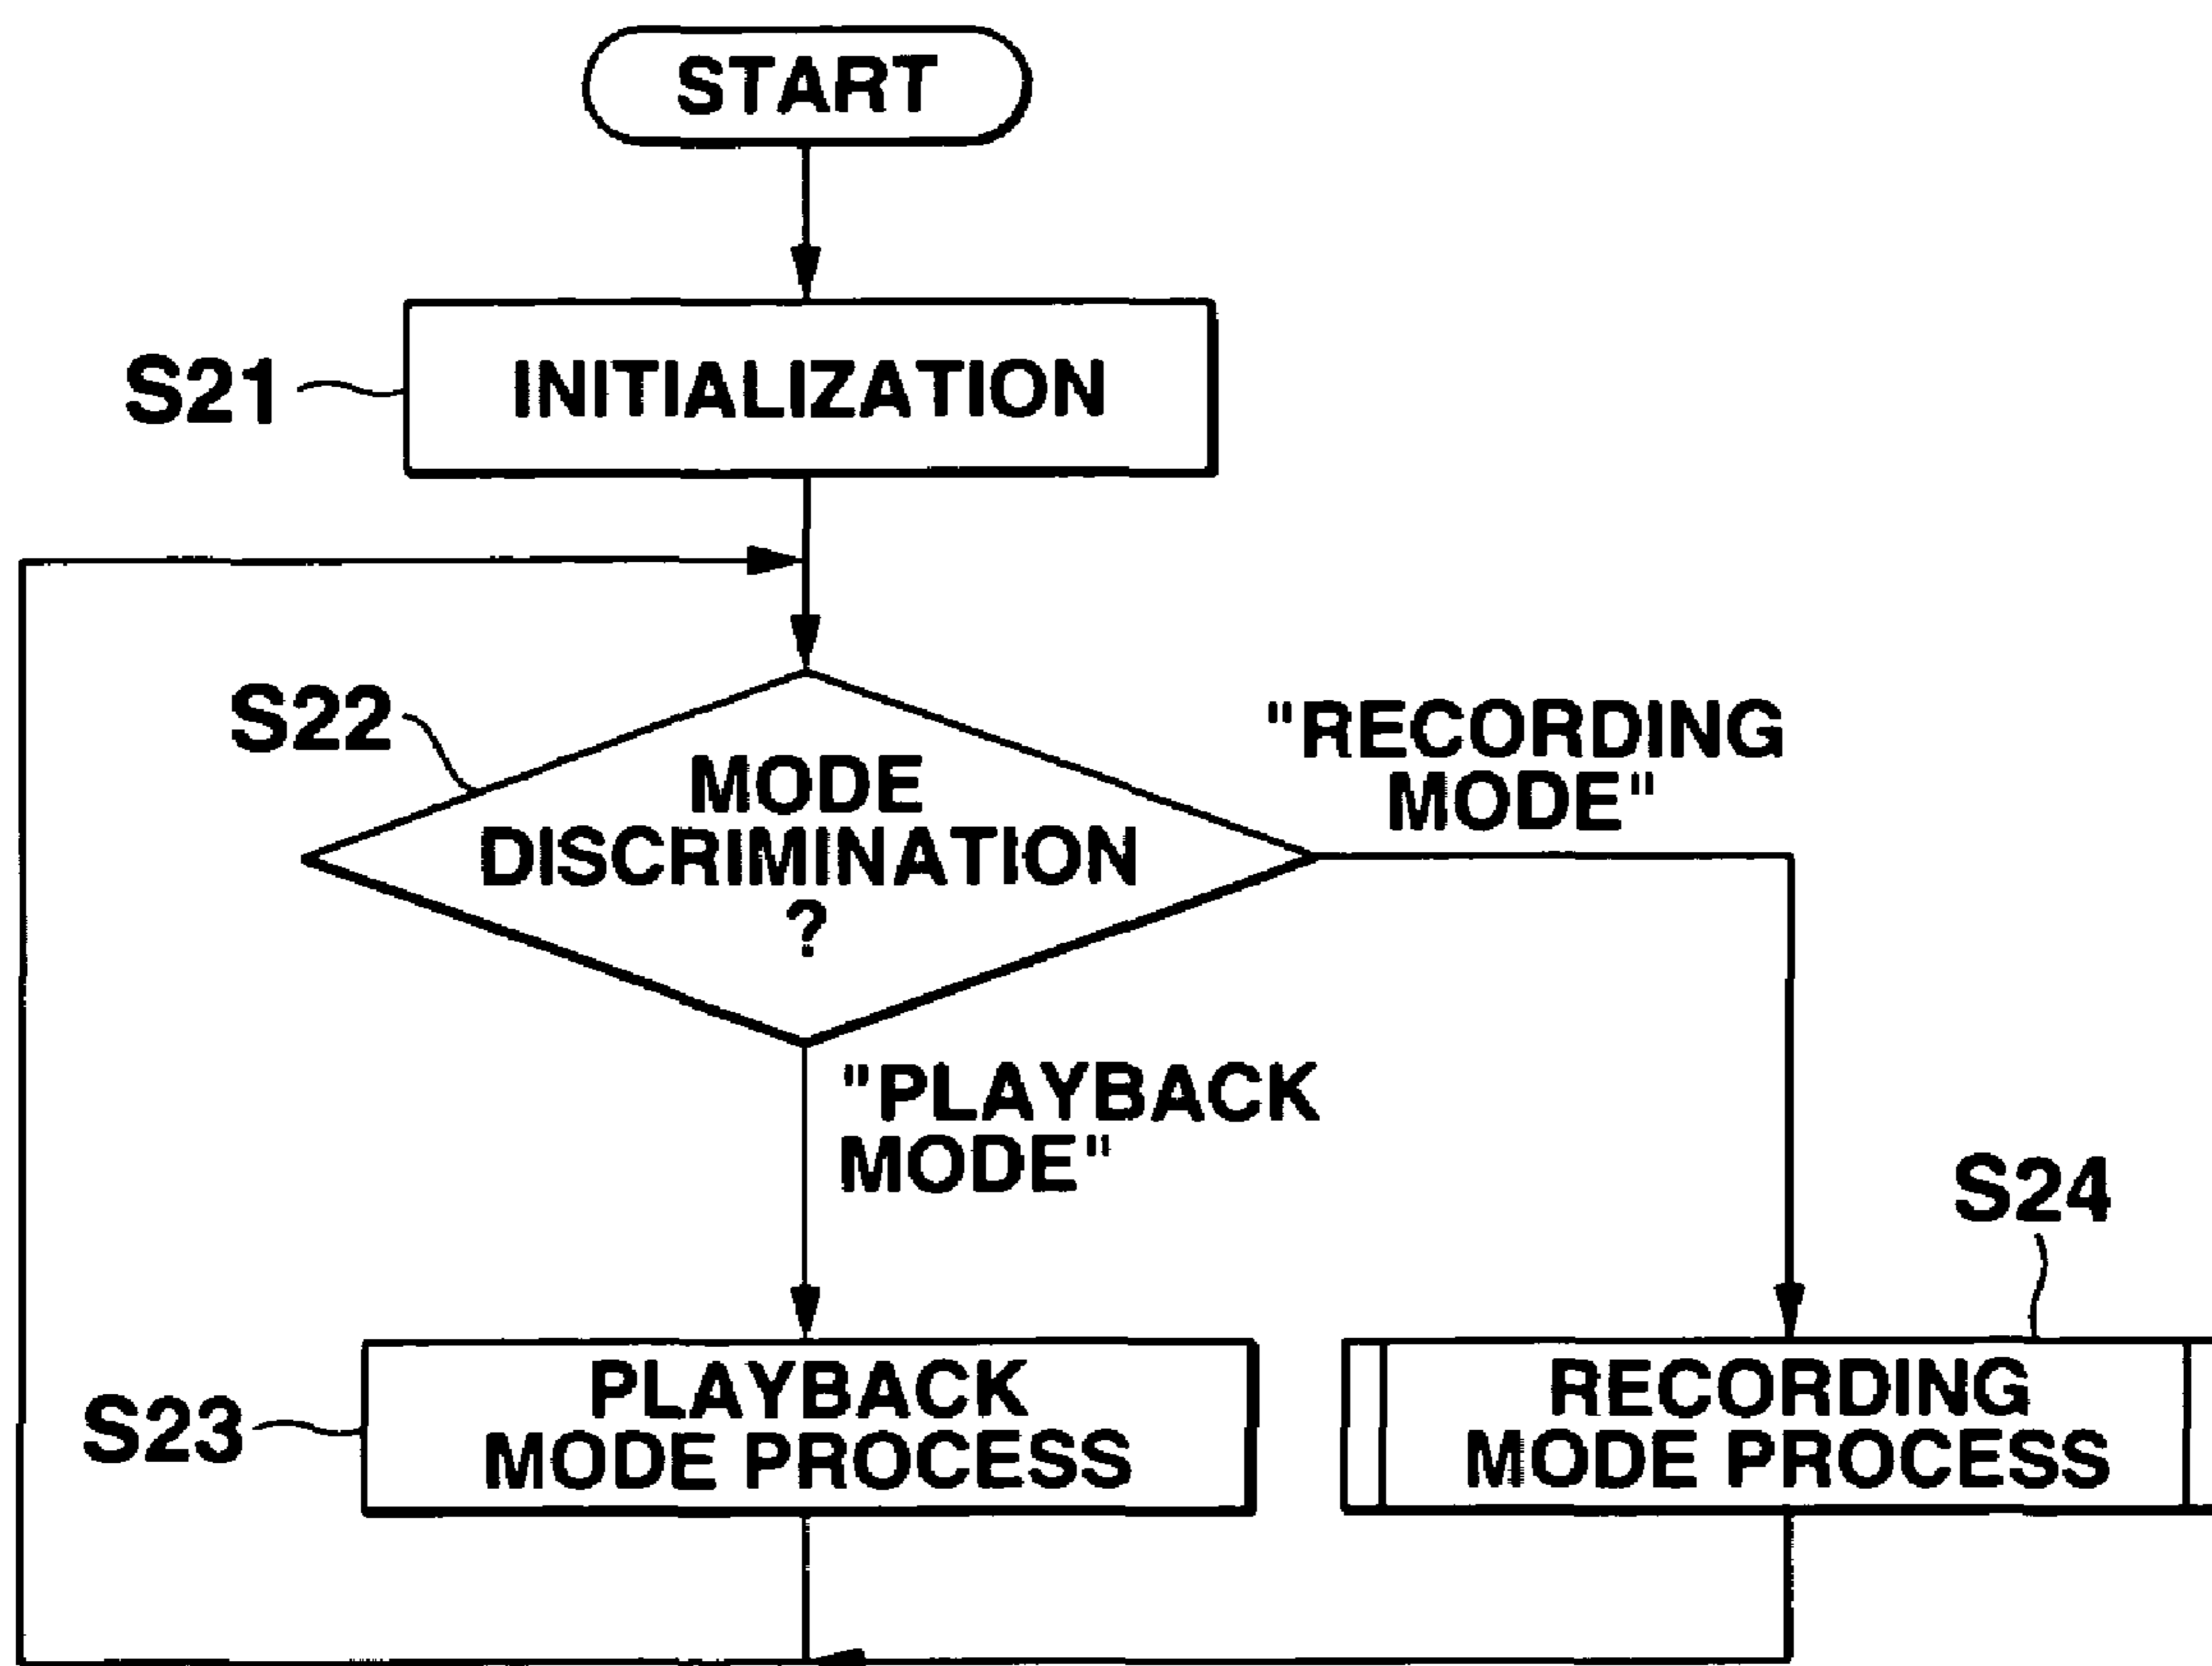 START
S21
INITIALIZATION
S22
MODE
DISCRIMINATION
?
"RECORDING
MODE"
"PLAYBACK
MODE"
S24
S23
PLAYBACK
MODE PROCESS
RECORDING
MODE PROCESS